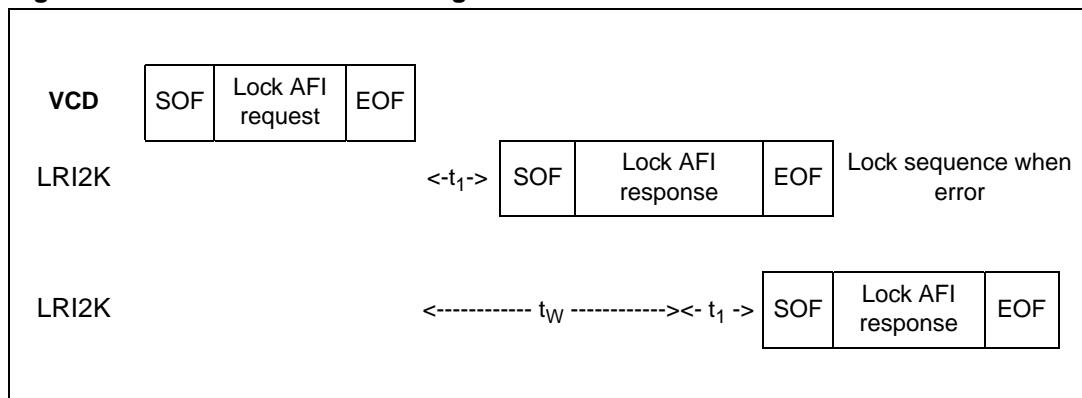 VCD SOF Lock AFI request EOF
LRI2K <-t1-> SOF Lock AFI response EOF Lock sequence when error
LRI2K <------------ tW -------------><- t1 -> SOF Lock AFI response EOF